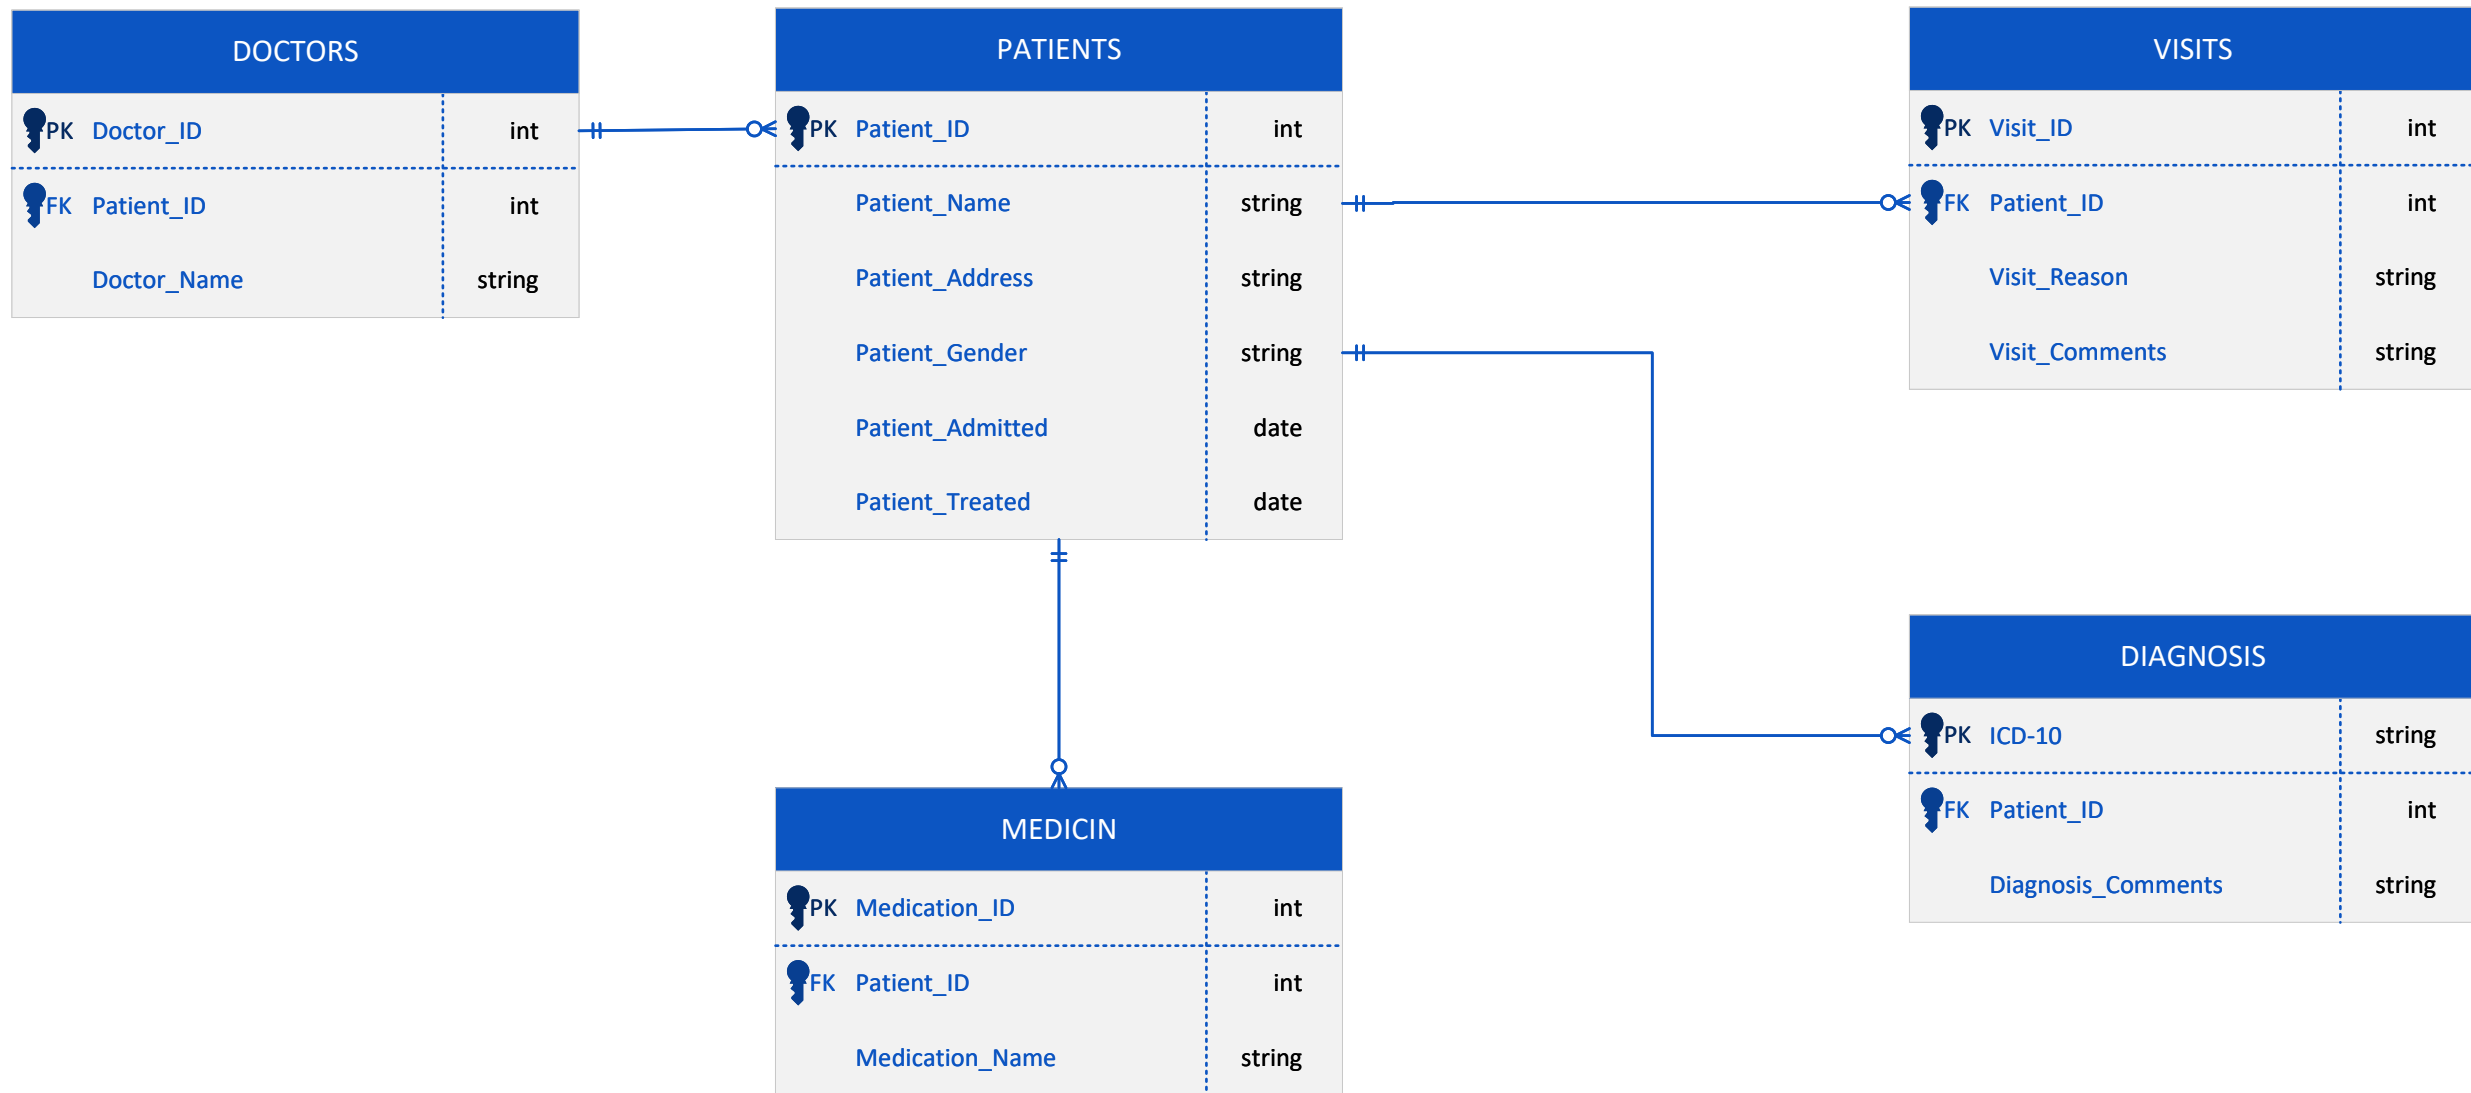 DOCTORS
PK Doctor_ID int
FK Patient_ID int
Doctor_Name string
PATIENTS
PK Patient_ID int
Patient_Name string
Patient_Address string
Patient_Gender string
Patient_Admitted date
Patient_Treated date
VISITS
PK Visit_ID int
FK Patient_ID int
Visit_Reason string
Visit_Comments string
MEDICIN
PK Medication_ID int
FK Patient_ID int
Medication_Name string
DIAGNOSIS
PK ICD-10 string
FK Patient_ID int
Diagnosis_Comments string